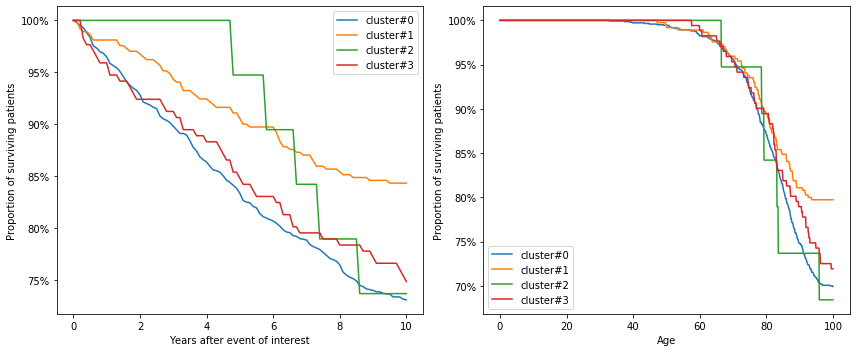 100%
95%
90%
85%
80%
75%
0
2
4
6
8
10
Proportion of surviving patients
Years after event of interest
cluster#0
cluster#1
cluster#2
cluster#3
100%
95%
90%
85%
80%
75%
70%
0
20
40
60
80
100
Proportion of surviving patients
Age
cluster#0
cluster#1
cluster#2
cluster#3